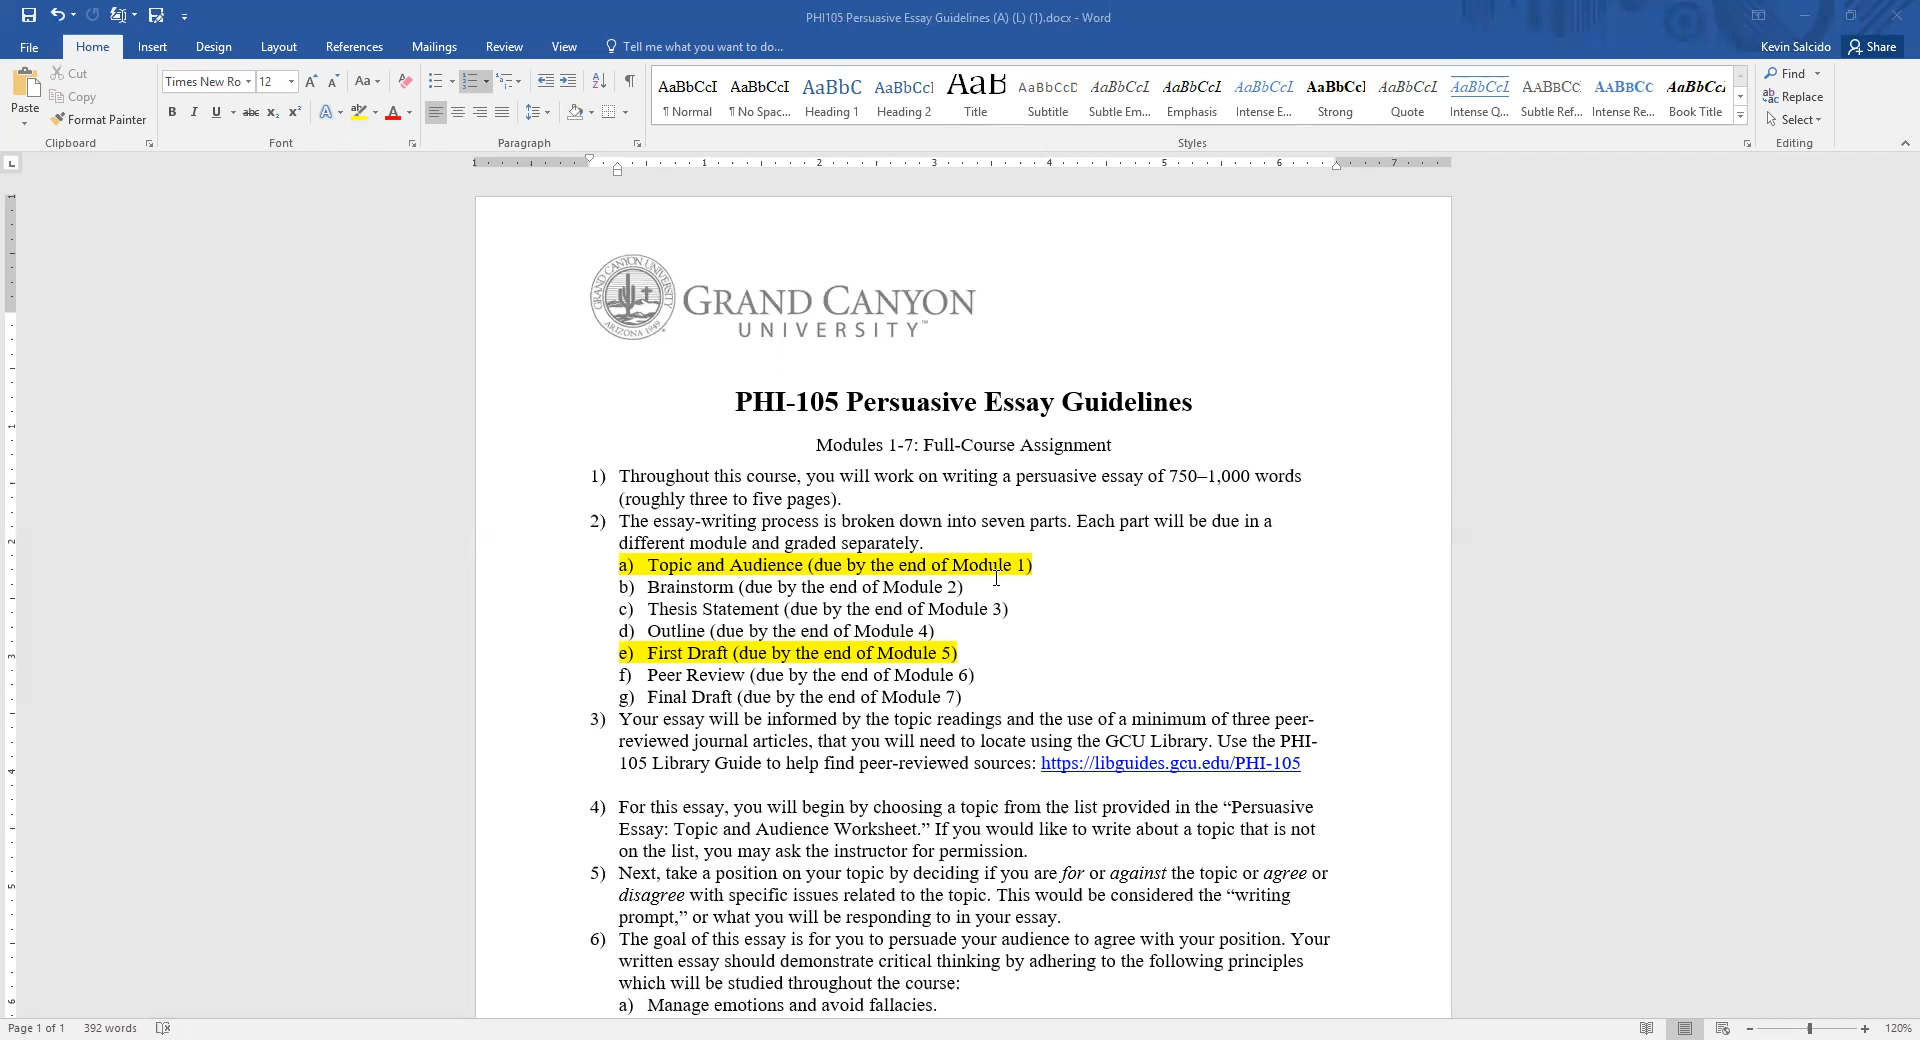 PHI105 Persuasive Essay Guidelines (A) (L) (1).docx - Word
File Home Insert Design Layout References Mailings Review View Tell me what you want to do... Kevin Salcido Share
Paste
Cut
Copy
Format Painter
Clipboard
Times New Ro 12
Font
Paragraph
AaBbCcI AaBbCcI AaBbC AaBbCcI AaB AaBbCcD AaBbCcI AaBbCcI AaBbCcI AaBbCcI AaBbCcI AaBbCcI AABBCC AABBCC AaBbCcI
¶ Normal ¶ No Spac... Heading 1 Heading 2 Title Subtitle Subtle Em... Emphasis Intense E... Strong Quote Intense Q... Subtle Ref... Intense Re... Book Title
Styles
Find
Replace
Select
Editing
GRAND CANYON UNIVERSITY
ARIZONA 1949
GRAND CANYON
UNIVERSITY™
PHI-105 Persuasive Essay Guidelines
Modules 1-7: Full-Course Assignment
1) Throughout this course, you will work on writing a persuasive essay of 750–1,000 words
(roughly three to five pages).
2) The essay-writing process is broken down into seven parts. Each part will be due in a
different module and graded separately.
a) Topic and Audience (due by the end of Module 1)
b) Brainstorm (due by the end of Module 2)
c) Thesis Statement (due by the end of Module 3)
d) Outline (due by the end of Module 4)
e) First Draft (due by the end of Module 5)
f) Peer Review (due by the end of Module 6)
g) Final Draft (due by the end of Module 7)
3) Your essay will be informed by the topic readings and the use of a minimum of three peer-
reviewed journal articles, that you will need to locate using the GCU Library. Use the PHI-
105 Library Guide to help find peer-reviewed sources: https://libguides.gcu.edu/PHI-105
4) For this essay, you will begin by choosing a topic from the list provided in the “Persuasive
Essay: Topic and Audience Worksheet.” If you would like to write about a topic that is not
on the list, you may ask the instructor for permission.
5) Next, take a position on your topic by deciding if you are for or against the topic or agree or
disagree with specific issues related to the topic. This would be considered the “writing
prompt,” or what you will be responding to in your essay.
6) The goal of this essay is for you to persuade your audience to agree with your position. Your
written essay should demonstrate critical thinking by adhering to the following principles
which will be studied throughout the course:
a) Manage emotions and avoid fallacies.
Page 1 of 1 392 words 120%